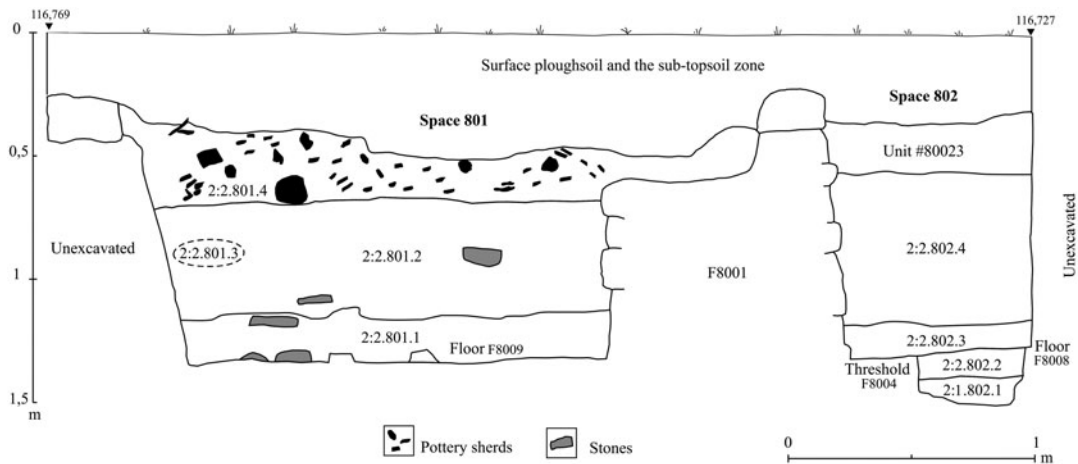 116,769
116,727
0
Surface ploughsoil and the sub-topsoil zone
Space 801
Space 802
0,5
Unit #80023
2:2.801.4
Unexcavated
2:2.801.3
2:2.801.2
F8001
2:2.802.4
Unexcavated
1
2:2.801.1
Floor F8009
2:2.802.3
Threshold
F8004
2:2.802.2
Floor
F8008
2:1.802.1
1,5
m
Pottery sherds
Stones
0
1
m